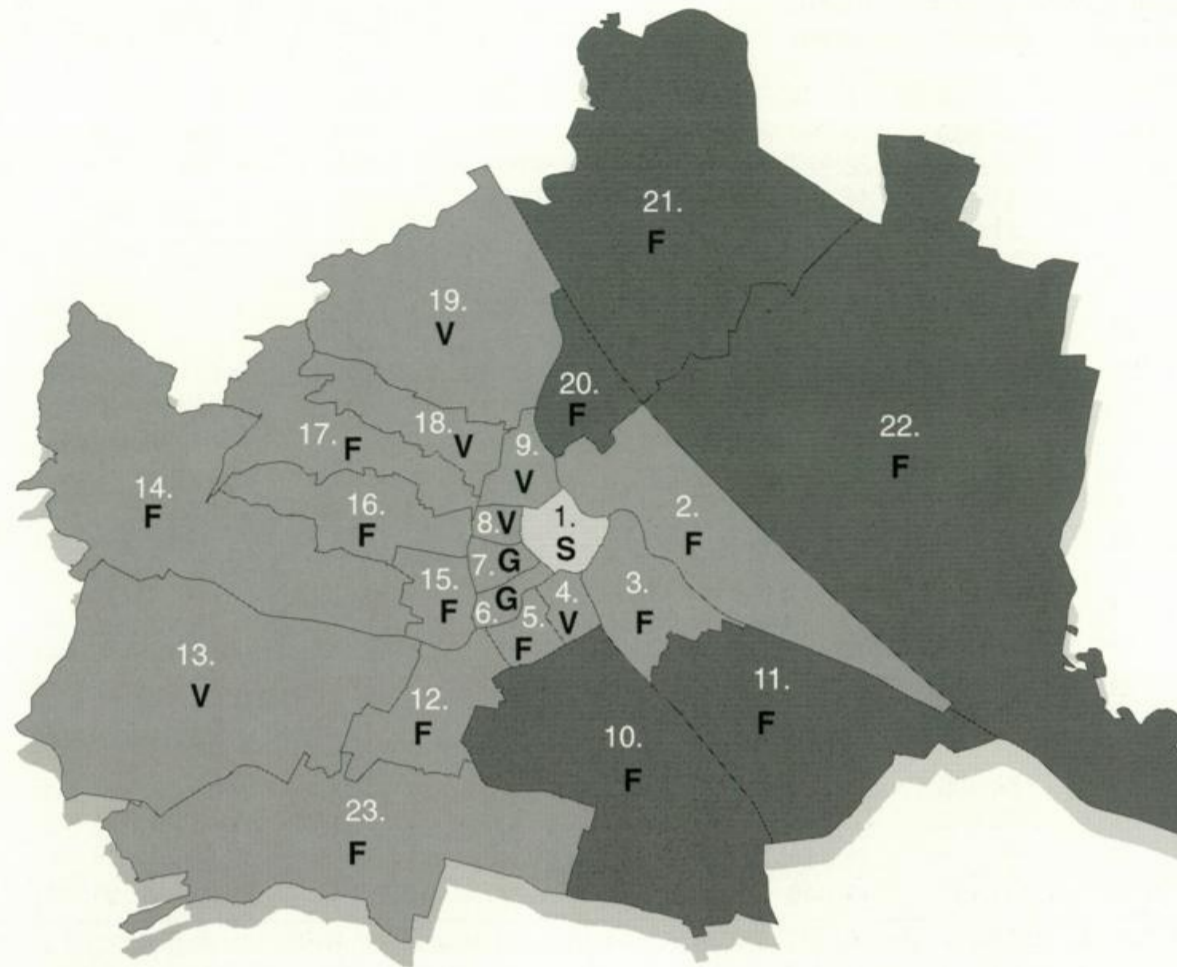 21.
F
19.
V
20.
F
22.
F
18.
V
17.
F
9.
V
14.
F
16.
F
8.
V
1.
S
2.
F
7.
G
15.
F
6.
G
5.
F
4.
V
3.
F
13.
V
12.
F
11.
F
10.
F
23.
F